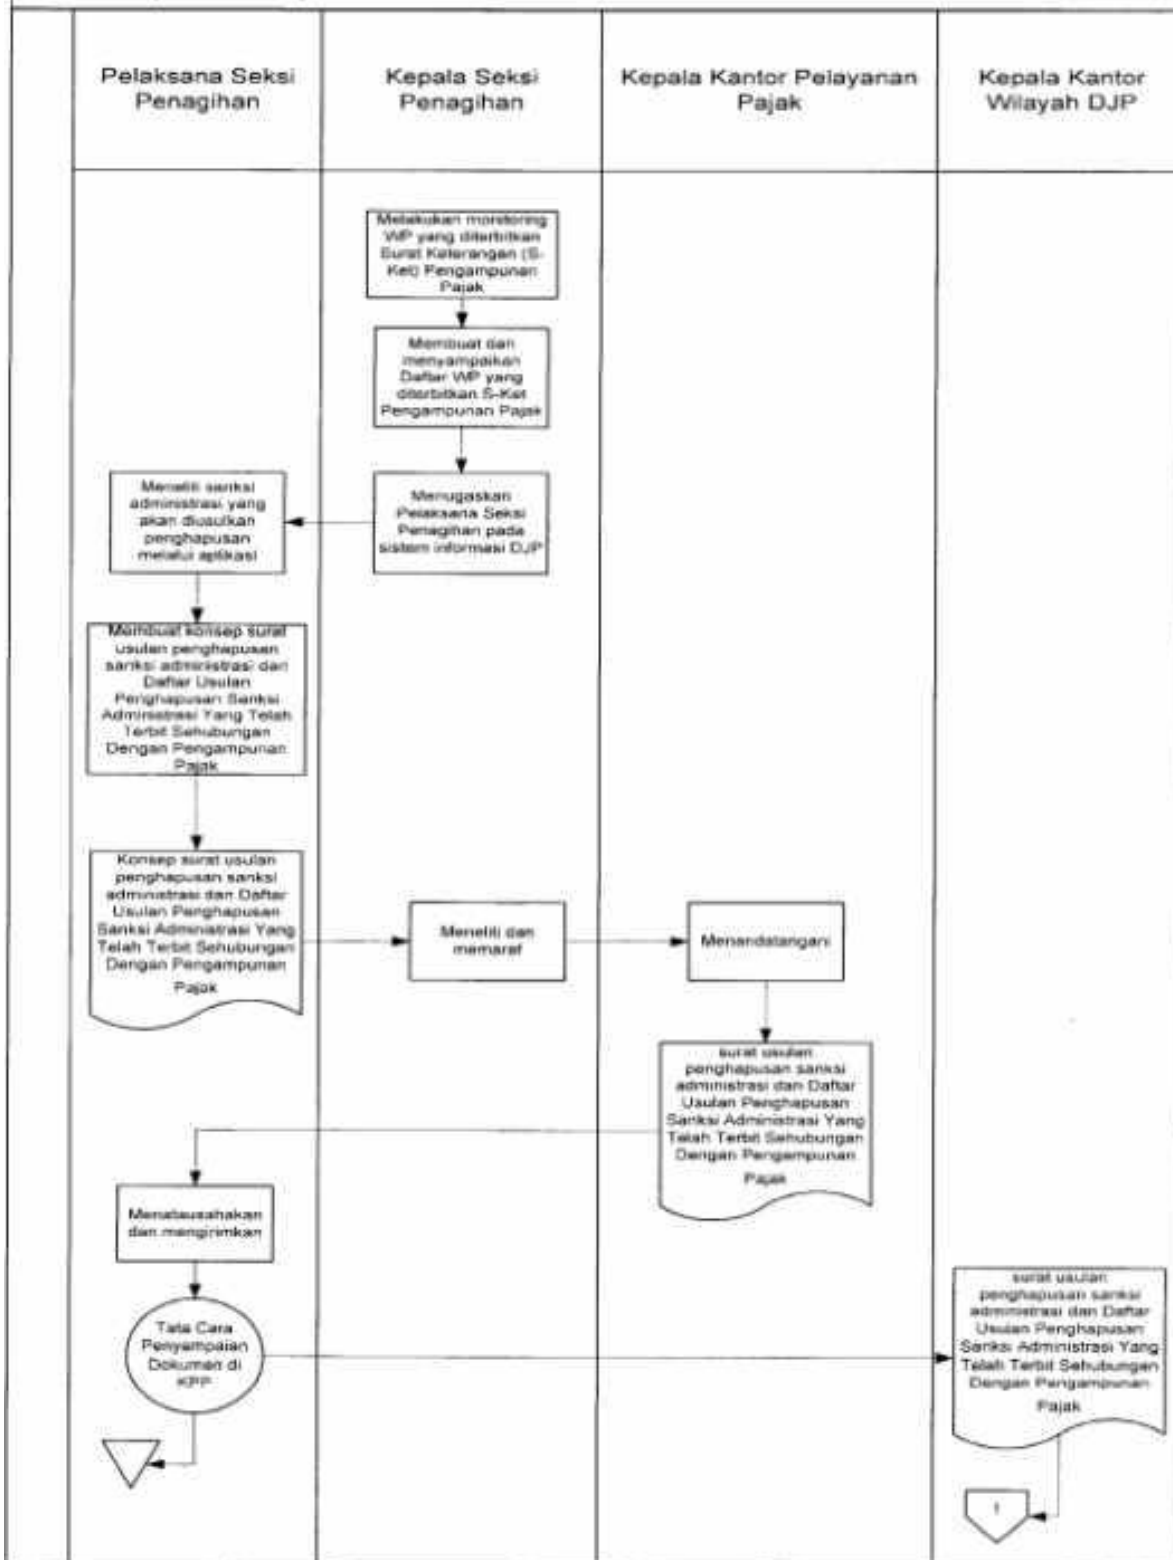 Pelaksana Seksi
Penagihan
Kepala Seksi
Penagihan
Kepala Kantor Pelayanan
Pajak
Kepala Kantor
Wilayah DJP
Melakukan monitoring
WP yang diterbitkan
Surat Keterangan (S-
Ket) Pengampunan
Pajak
Membuat dan
menyampaikan
Daftar WP yang
diterbitkan S-Ket
Pengampunan Pajak
Menugaskan
Pelaksana Seksi
Penagihan pada
sistem informasi DJP
Meneliti sanksi
administrasi yang
akan diusulkan
penghapusan
melalui aplikasi
Membuat konsep surat
usulan penghapusan
sanksi administrasi dan
Daftar Usulan
Penghapusan Sanksi
Administrasi Yang Telah
Terbit Sehubungan
Dengan Pengampunan
Pajak
Konsep surat usulan
penghapusan sanksi
administrasi dan Daftar
Usulan Penghapusan
Sanksi Administrasi Yang
Telah Terbit Sehubungan
Dengan Pengampunan
Pajak
Meneliti dan
memaraf
Menandatangani
surat usulan
penghapusan sanksi
administrasi dan Daftar
Usulan Penghapusan
Sanksi Administrasi Yang
Telah Terbit Sehubungan
Dengan Pengampunan
Pajak
Menatausahakan
dan mengirimkan
Tata Cara
Penyampaian
Dokumen di
KPP
surat usulan
penghapusan sanksi
administrasi dan Daftar
Usulan Penghapusan
Sanksi Administrasi Yang
Telah Terbit Sehubungan
Dengan Pengampunan
Pajak
1